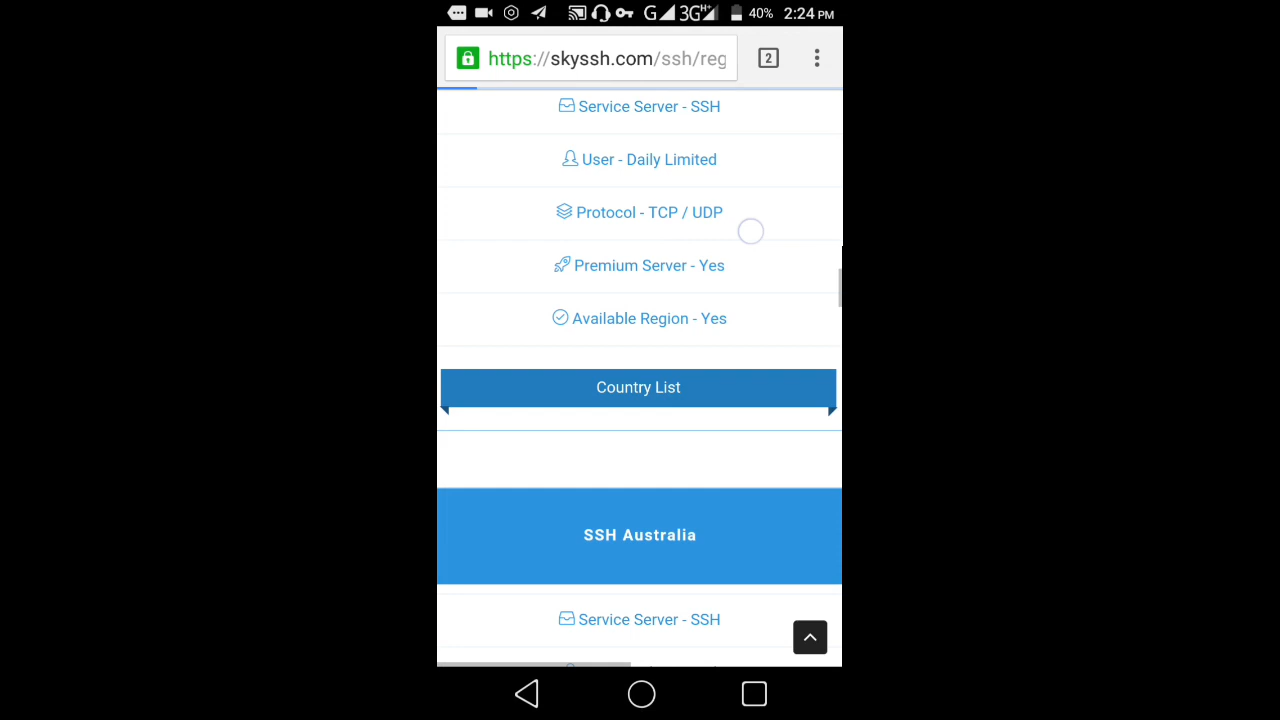 G 3G H+ 40% 2:24 PM
https://skyssh.com/ssh/reg
2
Service Server - SSH
User - Daily Limited
Protocol - TCP / UDP
Premium Server - Yes
Available Region - Yes
Country List
SSH Australia
Service Server - SSH